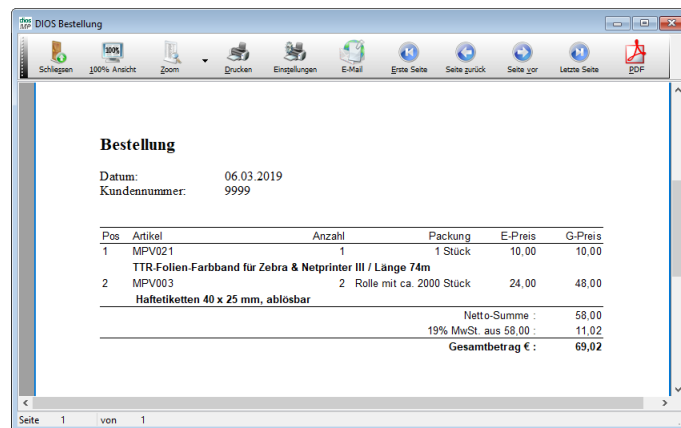 DIOS Bestellung
Schliessen 100% Ansicht Zoom Drucken Einstellungen E-Mail Erste Seite Seite zurück Seite vor Letzte Seite PDF
Bestellung
Datum: 06.03.2019
Kundennummer: 9999
Pos Artikel Anzahl Packung E-Preis G-Preis
1 MPV021 1 1 Stück 10,00 10,00
TTR-Folien-Farbband für Zebra & Netprinter III / Länge 74m
2 MPV003 2 Rolle mit ca. 2000 Stück 24,00 48,00
Haftetiketten 40 x 25 mm, ablösbar
Netto-Summe : 58,00
19% MwSt. aus 58,00 : 11,02
Gesamtbetrag € : 69,02
Seite 1 von 1